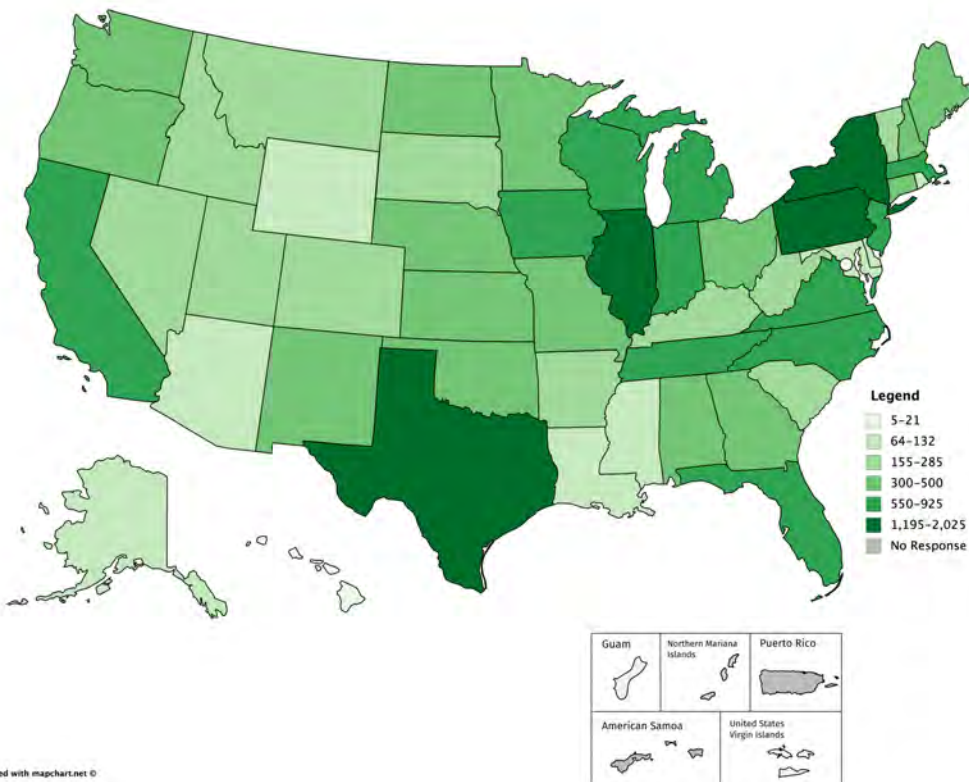 Legend
5–21
64–132
155–285
300–500
550–925
1,195–2,025
No Response
Guam
Northern Mariana
Islands
Puerto Rico
American Samoa
United States
Virgin Islands
ed with mapchart.net ©